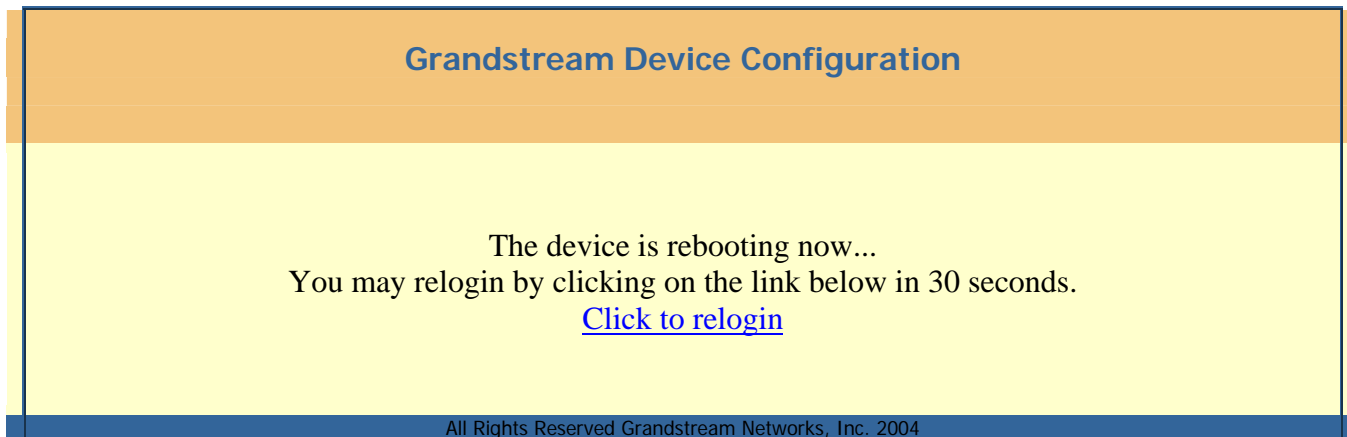 Grandstream Device Configuration
The device is rebooting now...
You may relogin by clicking on the link below in 30 seconds.
Click to relogin
All Rights Reserved Grandstream Networks, Inc. 2004